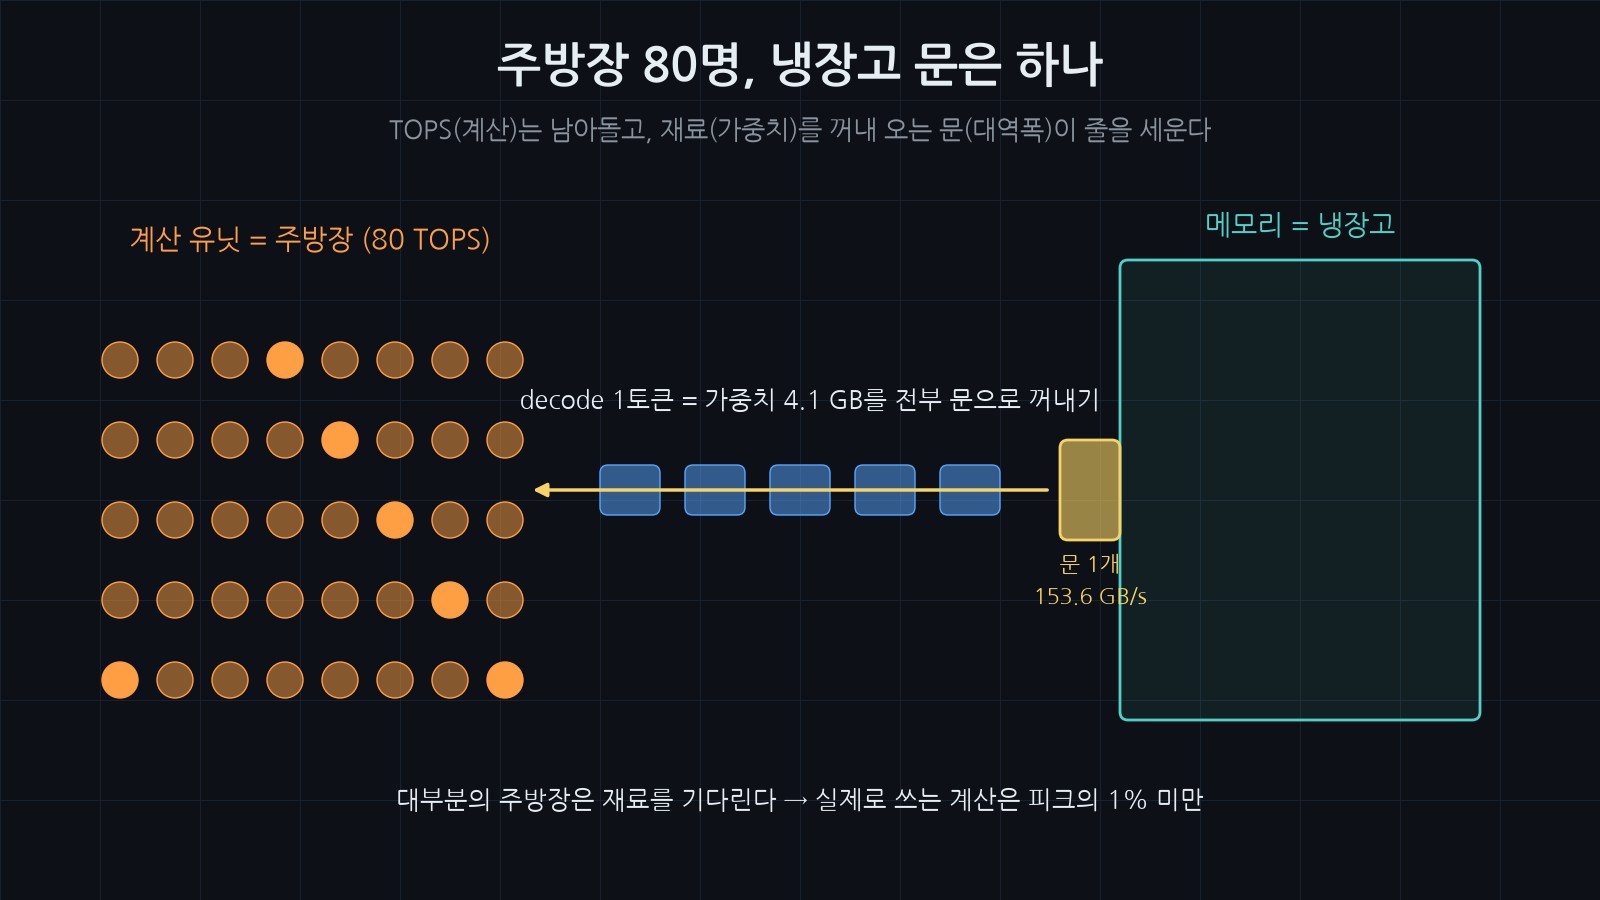 주방장 80명, 냉장고 문은 하나
TOPS(계산)는 남아돌고, 재료(가중치)를 꺼내 오는 문(대역폭)이 줄을 세운다
계산 유닛 = 주방장 (80 TOPS)
메모리 = 냉장고
decode 1토큰 = 가중치 4.1 GB를 전부 문으로 꺼내기
문 1개
153.6 GB/s
대부분의 주방장은 재료를 기다린다 → 실제로 쓰는 계산은 피크의 1% 미만